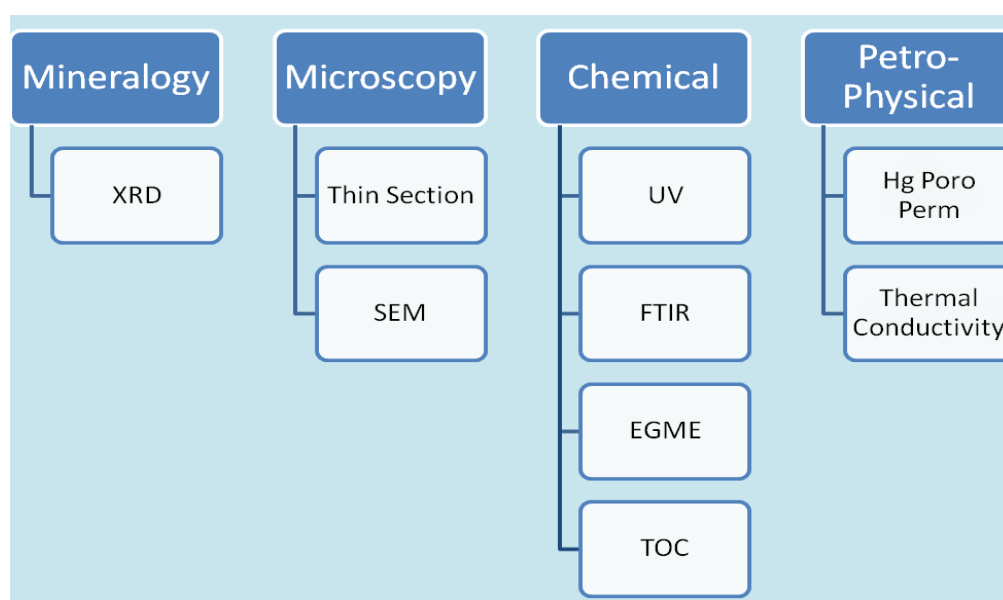 Mineralogy
XRD
Microscopy
Thin Section
SEM
Chemical
UV
FTIR
EGME
TOC
Petro-
Physical
Hg Poro
Perm
Thermal
Conductivity